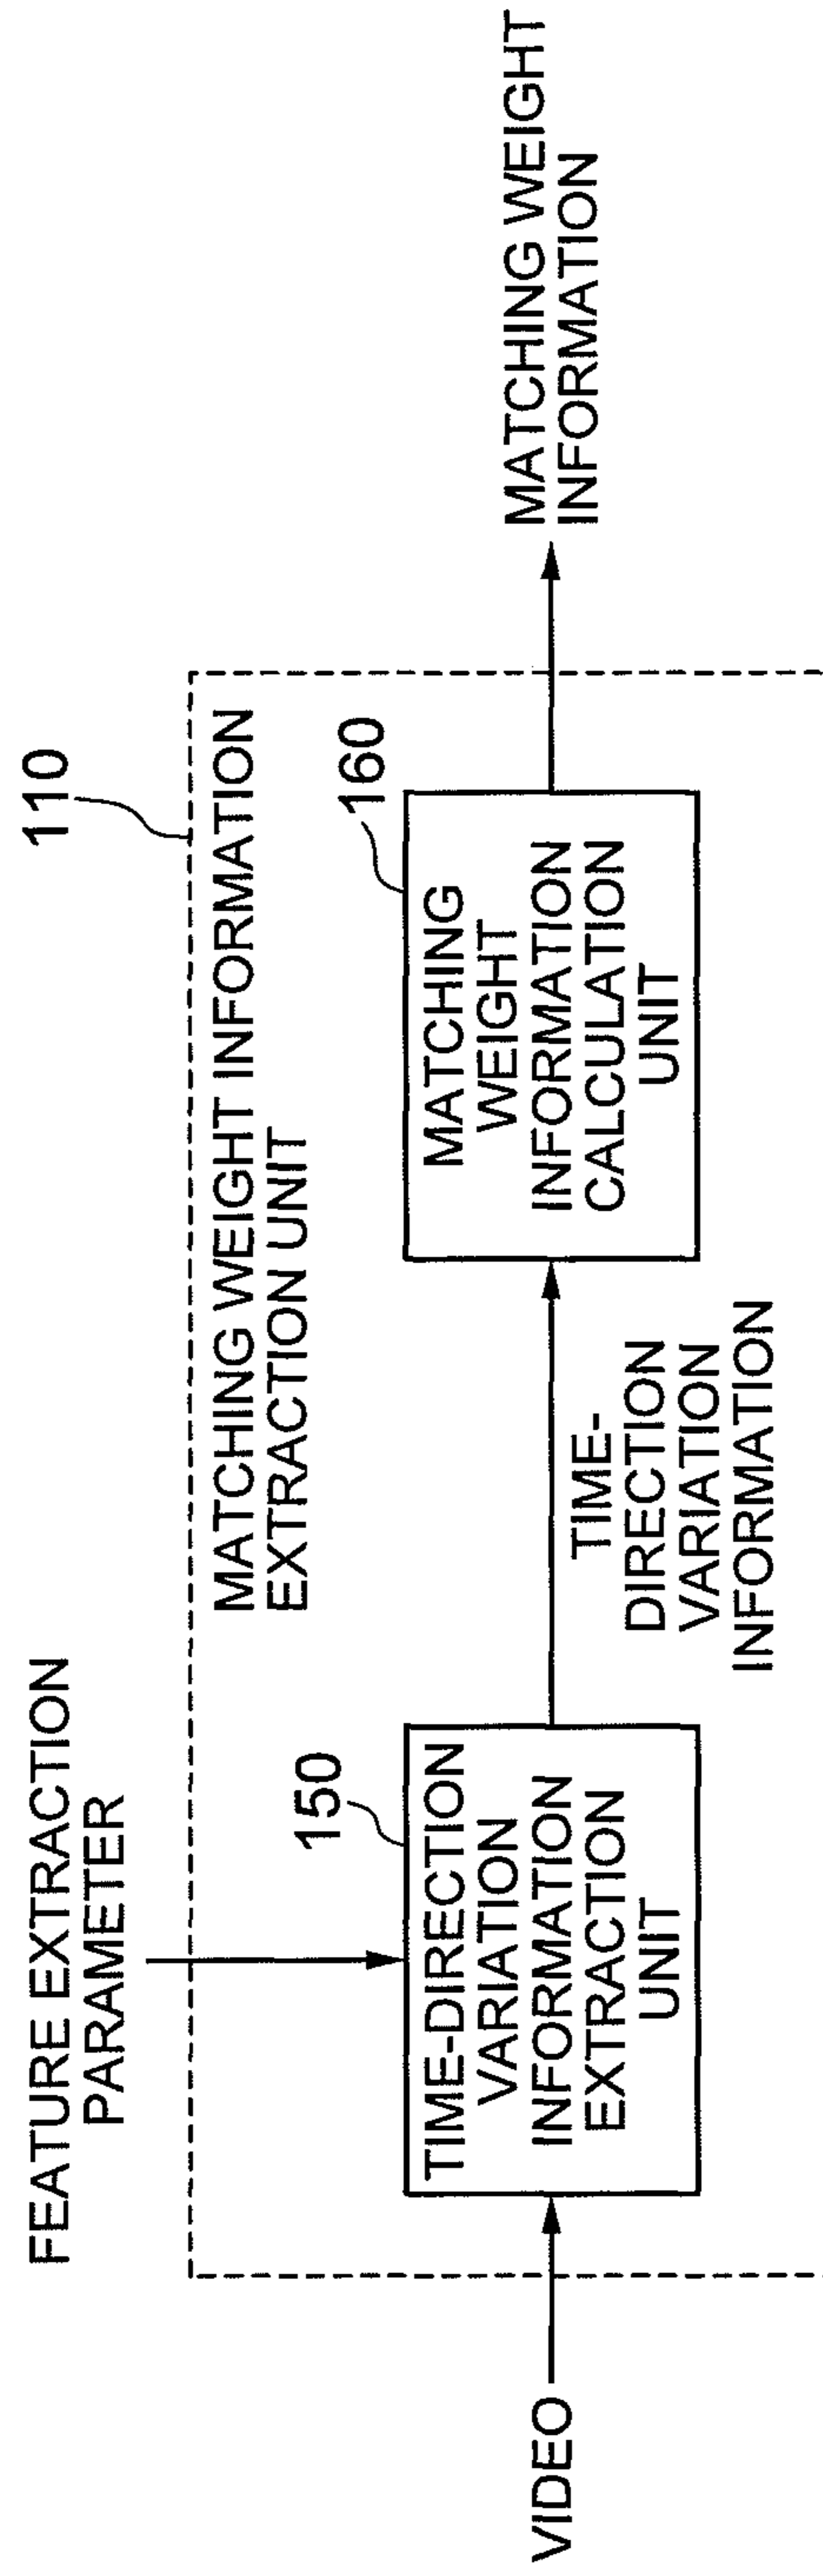 110
FEATURE EXTRACTION
PARAMETER
MATCHING WEIGHT INFORMATION
EXTRACTION UNIT
150
160
VIDEO
TIME-DIRECTION
VARIATION
INFORMATION
EXTRACTION
UNIT
TIME-
DIRECTION
VARIATION
INFORMATION
MATCHING
WEIGHT
INFORMATION
CALCULATION
UNIT
MATCHING WEIGHT
INFORMATION